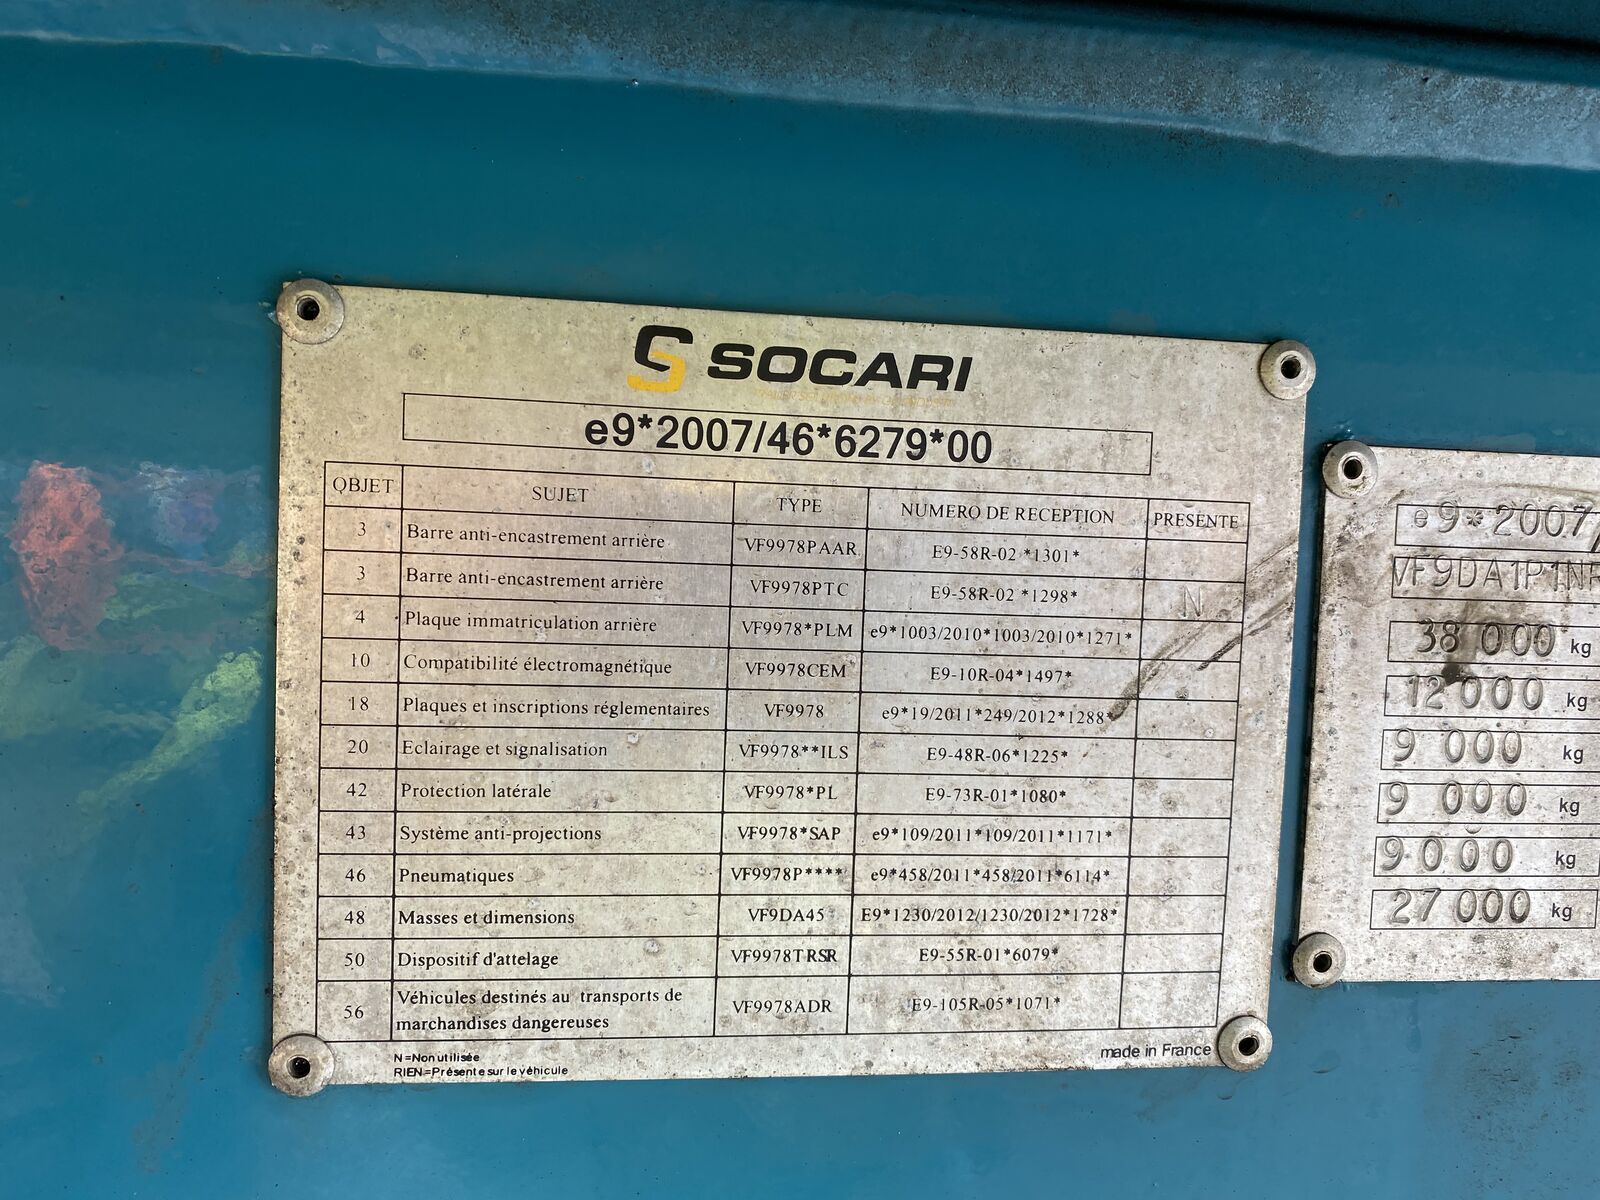 SOCARI
e9*2007/46*6279*00
OBJET SUJET TYPE NUMERO DE RECEPTION PRESENTE
3 Barre anti-encastrement arrière VF9978PAAR E9-58R-02 *1301*
3 Barre anti-encastrement arrière VF9978PTC E9-58R-02 *1298* N
4 Plaque immatriculation arrière VF9978*PLM e9*1003/2010*1003/2010*1271*
10 Compatibilité électromagnétique VF9978CEM E9-10R-04*1497*
18 Plaques et inscriptions réglementaires VF9978 e9*19/2011*249/2012*1288*
20 Eclairage et signalisation VF9978**ILS E9-48R-06*1225*
42 Protection latérale VF9978*PL E9-73R-01*1080*
43 Système anti-projections VF9978*SAP e9*109/2011*109/2011*1171*
46 Pneumatiques VF9978P**** e9*458/2011*458/2011*6114*
48 Masses et dimensions VF9DA45 E9*1230/2012/1230/2012*1728*
50 Dispositif d'attelage VF9978TRSR E9-55R-01*6079*
56 Véhicules destinés au transports de
marchandises dangereuses VF9978ADR E9-105R-05*1071*
N=Non utilisée
RIEN=Présente sur le véhicule
made in France
e9*2007/
VF9DA1P1NR
38 000 kg
12000 kg
9 000 kg
9 000 kg
9000 kg
27 000 kg